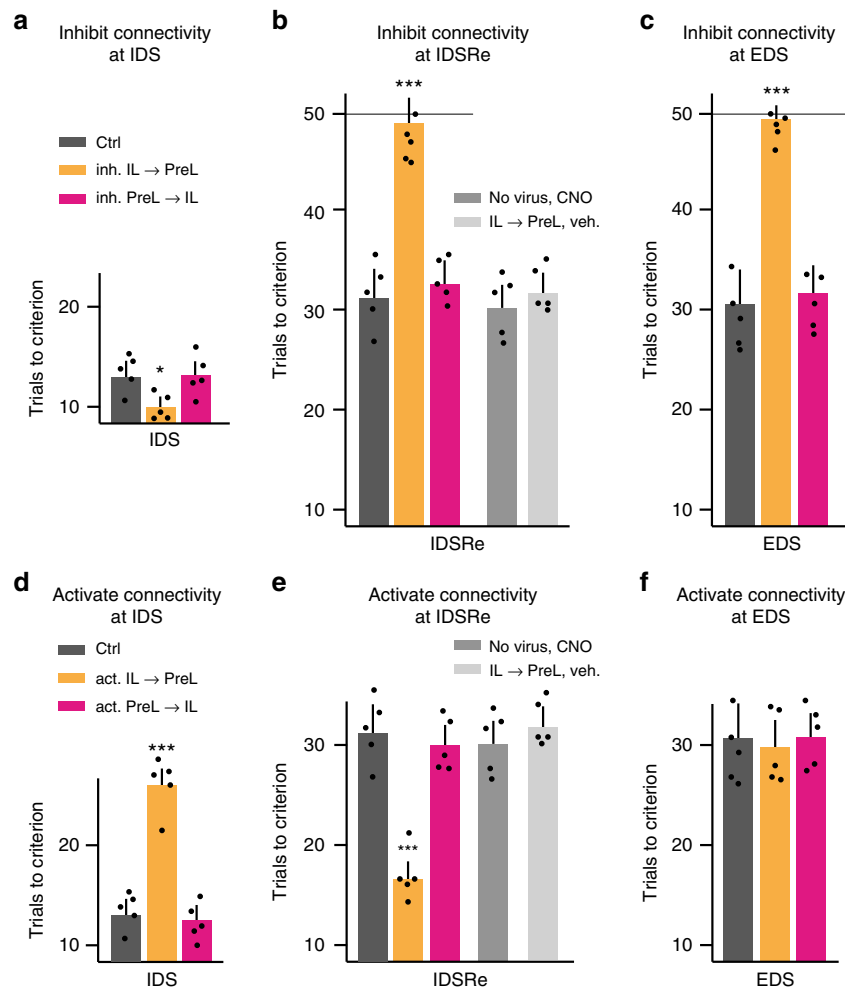 a
Inhibit connectivity
at IDS
Ctrl
inh. IL → PreL
inh. PreL → IL
Trials to criterion
20
10
*
IDS
b
Inhibit connectivity
at IDSRe
***
No virus, CNO
IL → PreL, veh.
Trials to criterion
50
40
30
20
10
IDSRe
c
Inhibit connectivity
at EDS
***
Trials to criterion
50
40
30
20
10
EDS
d
Activate connectivity
at IDS
Ctrl
act. IL → PreL
act. PreL → IL
***
Trials to criterion
20
10
IDS
e
Activate connectivity
at IDSRe
No virus, CNO
IL → PreL, veh.
Trials to criterion
30
20
10
***
IDSRe
f
Activate connectivity
at EDS
Trials to criterion
30
20
10
EDS